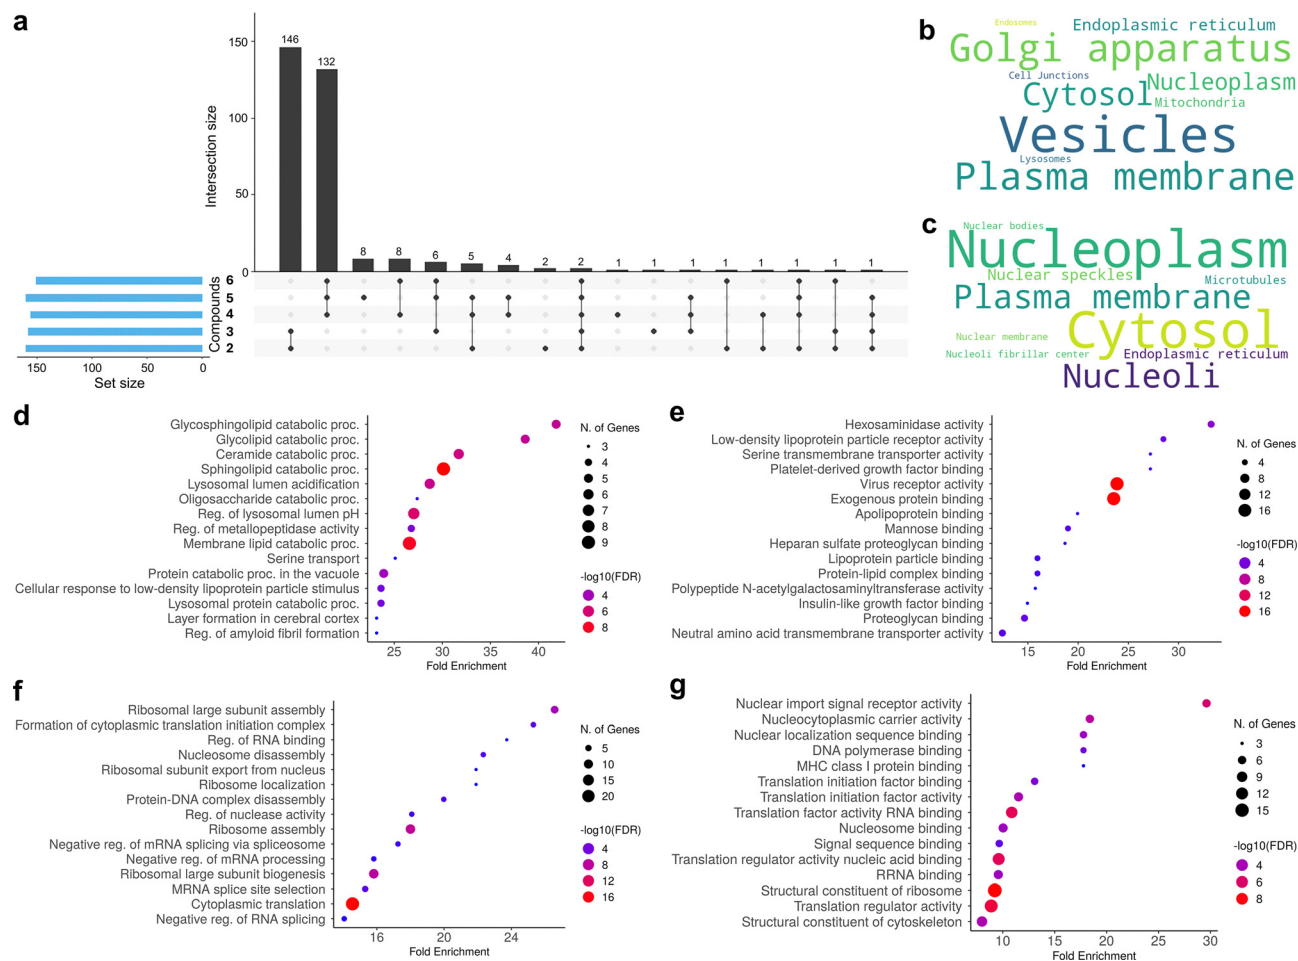 a
150
100
50
0
Intersection size
146
132
8
8
6
5
4
2
2
1
1
1
1
1
1
1
1
6
5
4
3
2
Compounds
150
100
50
0
Set size
b
Endosomes
Endoplasmic reticulum
Golgi apparatus
Cell Junctions
Nucleoplasm
Cytosol
Mitochondria
Vesicles
Lysosomes
Plasma membrane
c
Nuclear bodies
Nucleoplasm
Nuclear speckles
Microtubules
Plasma membrane
Cytosol
Nuclear membrane
Nucleoli fibrillar center
Endoplasmic reticulum
Nucleoli
d
Glycosphingolipid catabolic proc.
Glycolipid catabolic proc.
Ceramide catabolic proc.
Sphingolipid catabolic proc.
Lysosomal lumen acidification
Oligosaccharide catabolic proc.
Reg. of lysosomal lumen pH
Reg. of metallopeptidase activity
Membrane lipid catabolic proc.
Serine transport
Protein catabolic proc. in the vacuole
Cellular response to low-density lipoprotein particle stimulus
Lysosomal protein catabolic proc.
Layer formation in cerebral cortex
Reg. of amyloid fibril formation
25
30
35
40
Fold Enrichment
N. of Genes
3
4
5
6
7
8
9
-log10(FDR)
4
6
8
e
Hexosaminidase activity
Low-density lipoprotein particle receptor activity
Serine transmembrane transporter activity
Platelet-derived growth factor binding
Virus receptor activity
Exogenous protein binding
Apolipoprotein binding
Mannose binding
Heparan sulfate proteoglycan binding
Lipoprotein particle binding
Protein-lipid complex binding
Polypeptide N-acetylgalactosaminyltransferase activity
Insulin-like growth factor binding
Proteoglycan binding
Neutral amino acid transmembrane transporter activity
15
20
25
30
Fold Enrichment
N. of Genes
4
8
12
16
-log10(FDR)
4
8
12
16
f
Ribosomal large subunit assembly
Formation of cytoplasmic translation initiation complex
Reg. of RNA binding
Nucleosome disassembly
Ribosomal subunit export from nucleus
Ribosome localization
Protein-DNA complex disassembly
Reg. of nuclease activity
Ribosome assembly
Negative reg. of mRNA splicing via spliceosome
Negative reg. of mRNA processing
Ribosomal large subunit biogenesis
MRNA splice site selection
Cytoplasmic translation
Negative reg. of RNA splicing
16
20
24
Fold Enrichment
N. of Genes
5
10
15
20
-log10(FDR)
4
8
12
16
g
Nuclear import signal receptor activity
Nucleocytoplasmic carrier activity
Nuclear localization sequence binding
DNA polymerase binding
MHC class I protein binding
Translation initiation factor binding
Translation initiation factor activity
Translation factor activity RNA binding
Nucleosome binding
Signal sequence binding
Translation regulator activity nucleic acid binding
RRNA binding
Structural constituent of ribosome
Translation regulator activity
Structural constituent of cytoskeleton
10
15
20
25
30
Fold Enrichment
N. of Genes
3
6
9
12
15
-log10(FDR)
4
6
8